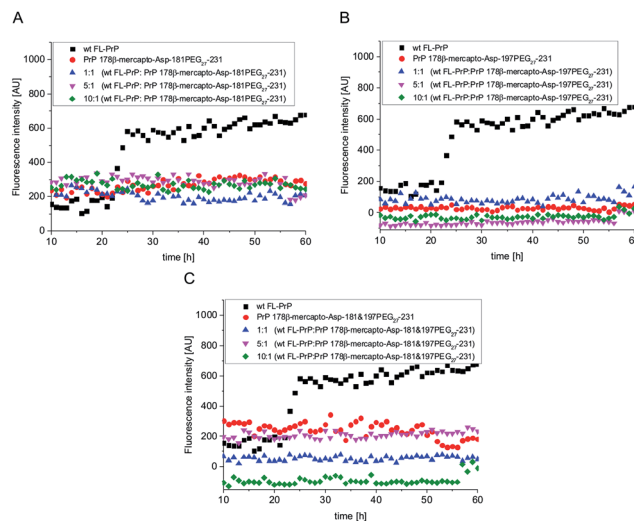 A
wt FL-PrP
PrP 178β-mercapto-Asp-181PEG27-231
1:1 (wt FL-PrP: PrP 178β-mercapto-Asp-181PEG27-231)
5:1 (wt FL-PrP: PrP 178β-mercapto-Asp-181PEG27-231)
10:1 (wt FL-PrP: PrP 178β-mercapto-Asp-181PEG27-231)
Fluorescence intensity [AU]
1000
800
600
400
200
0
10 20 30 40 50 60
time [h]
B
wt FL-PrP
PrP 178β-mercapto-Asp-197PEG27-231
1:1 (wt FL-PrP:PrP 178β-mercapto-Asp-197PEG27-231)
5:1 (wt FL-PrP:PrP 178β-mercapto-Asp-197PEG27-231)
10:1 (wt FL-PrP:PrP 178β-mercapto-Asp-197PEG27-231)
Fluorescence intensity [AU]
1000
800
600
400
200
0
10 20 30 40 50 60
time [h]
C
wt FL-PrP
PrP 178β-mercapto-Asp-181&197PEG27-231
1:1 (wt FL-PrP:PrP 178β-mercapto-Asp-181&197PEG27-231)
5:1 (wt FL-PrP:PrP 178β-mercapto-Asp-181&197PEG27-231)
10:1 (wt FL-PrP:PrP 178β-mercapto-Asp-181&197PEG27-231)
Fluorescence intensity [AU]
1000
800
600
400
200
0
10 20 30 40 50 60
time [h]